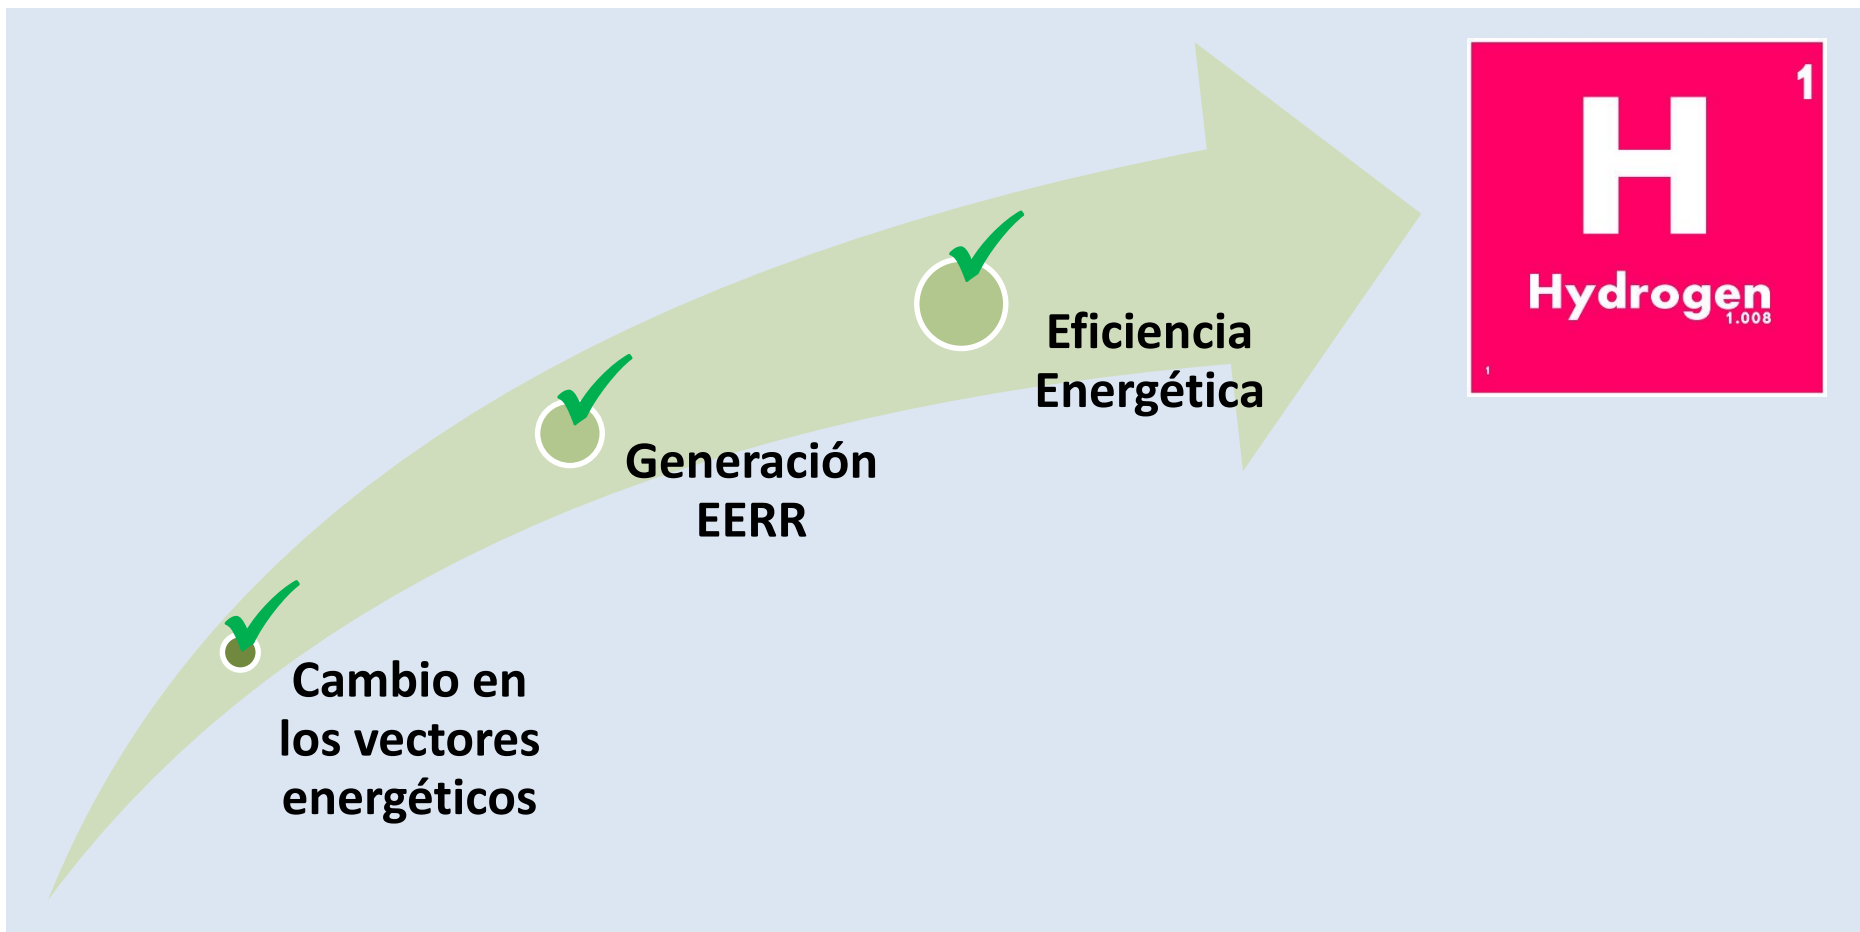 1
H
Hydrogen
1.008
1
Eficiencia
Energética
Generación
EERR
Cambio en
los vectores
energéticos